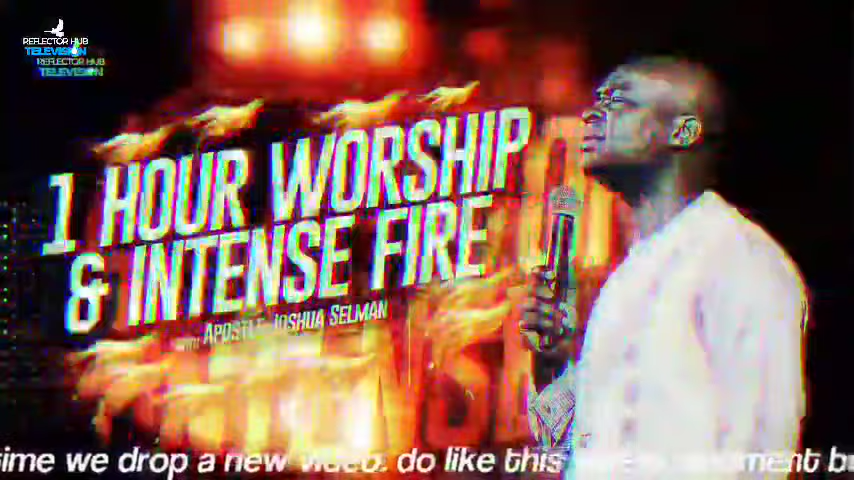 REFLECTOR HUB
TELEVISION
REFLECTOR HUB
TELEVISION
1 HOUR WORSHIP
& INTENSE FIRE
APOSTLE JOSHUA SELMAN
time we drop a new video. do like this